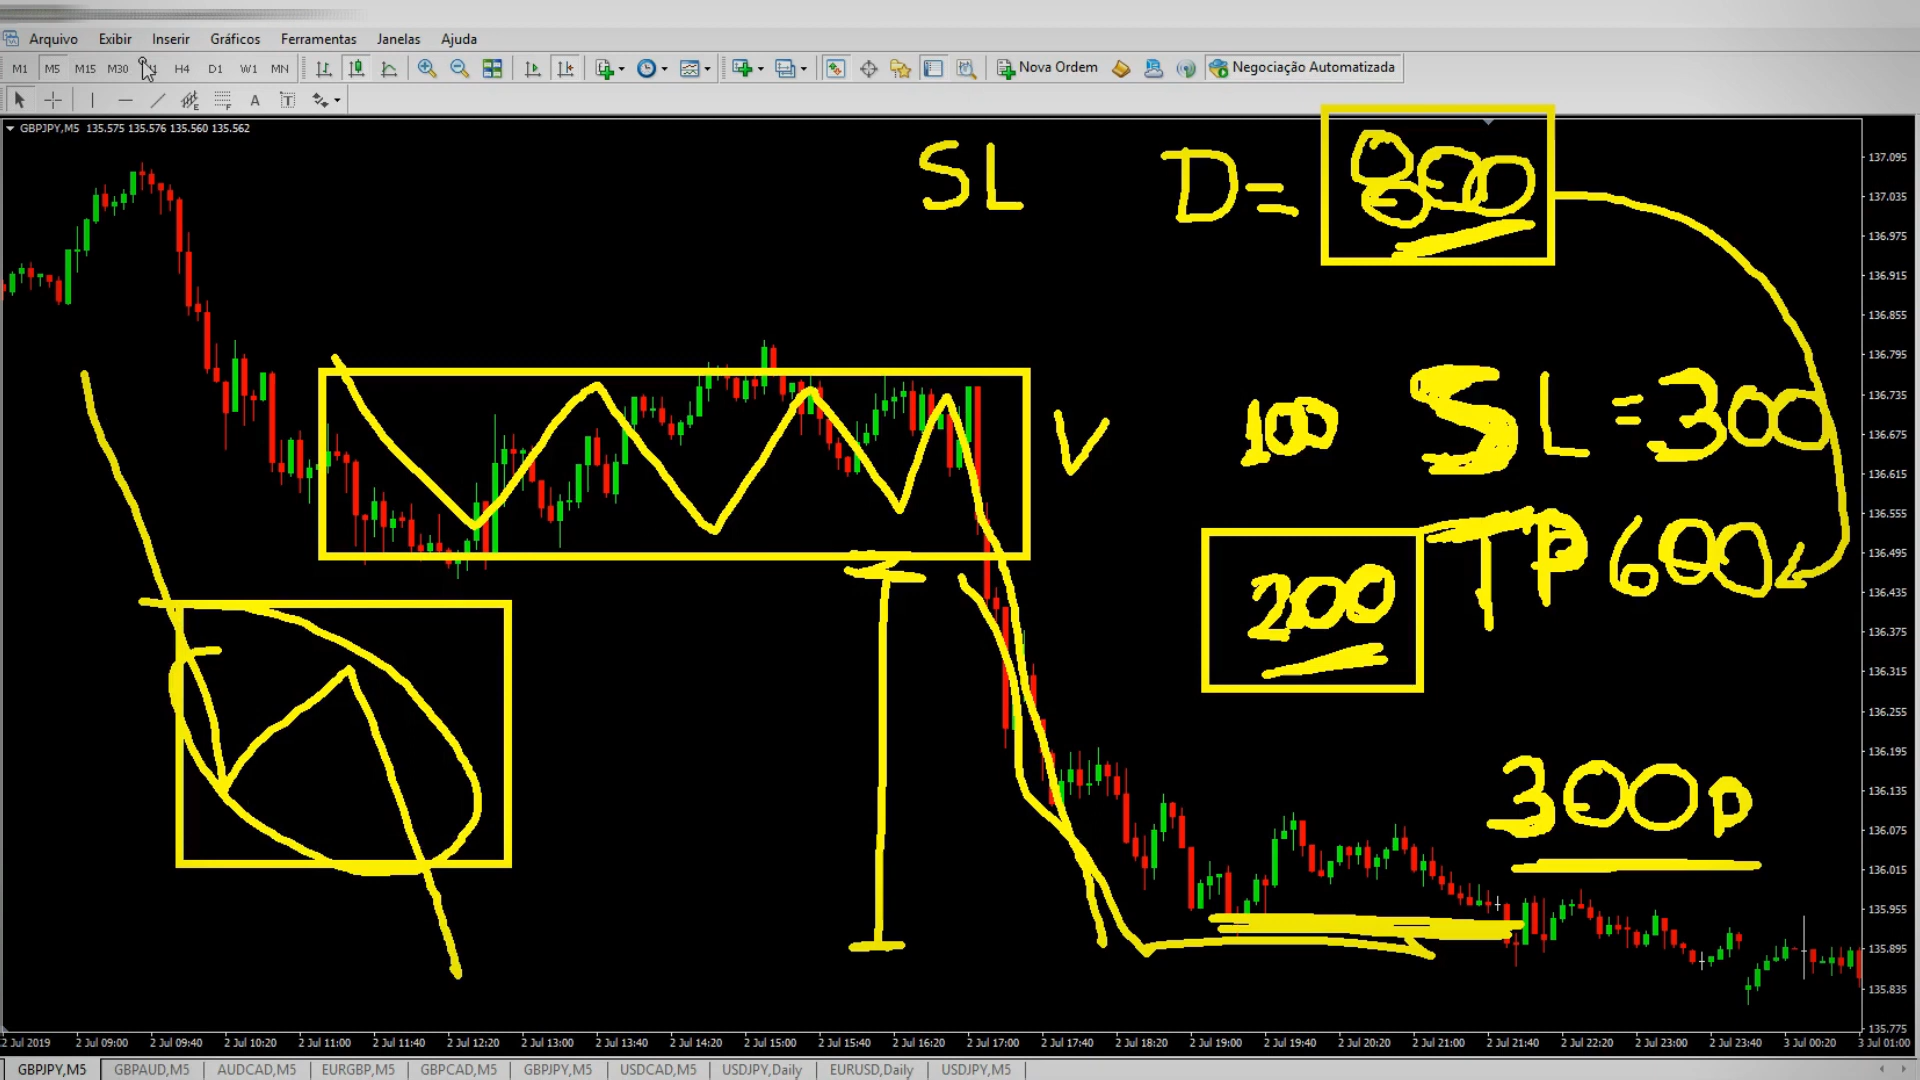 Arquivo Exibir Inserir Gráficos Ferramentas Janelas Ajuda
M1 M5 M15 M30 H4 D1 W1 MN Nova Ordem Negociação Automatizada
E F A T
GBPJPY,M5 135.575 135.576 135.560 135.562
SL D= 800
100 SL=300
200 TP600
300p
137.095
137.035
136.975
136.915
136.855
136.795
136.735
136.675
136.615
136.555
136.495
136.435
136.375
136.315
136.255
136.195
136.135
136.075
136.015
135.955
135.895
135.835
135.775
2 Jul 2019 2 Jul 09:00 2 Jul 09:40 2 Jul 10:20 2 Jul 11:00 2 Jul 11:40 2 Jul 12:20 2 Jul 13:00 2 Jul 13:40 2 Jul 14:20 2 Jul 15:00 2 Jul 15:40 2 Jul 16:20 2 Jul 17:00 2 Jul 17:40 2 Jul 18:20 2 Jul 19:00 2 Jul 19:40 2 Jul 20:20 2 Jul 21:00 2 Jul 21:40 2 Jul 22:20 2 Jul 23:00 2 Jul 23:40 3 Jul 00:20 3 Jul 01:00
GBPJPY,M5 GBPAUD,M5 AUDCAD,M5 EURGBP,M5 GBPCAD,M5 GBPJPY,M5 USDCAD,M5 USDJPY,Daily EURUSD,Daily USDJPY,M5